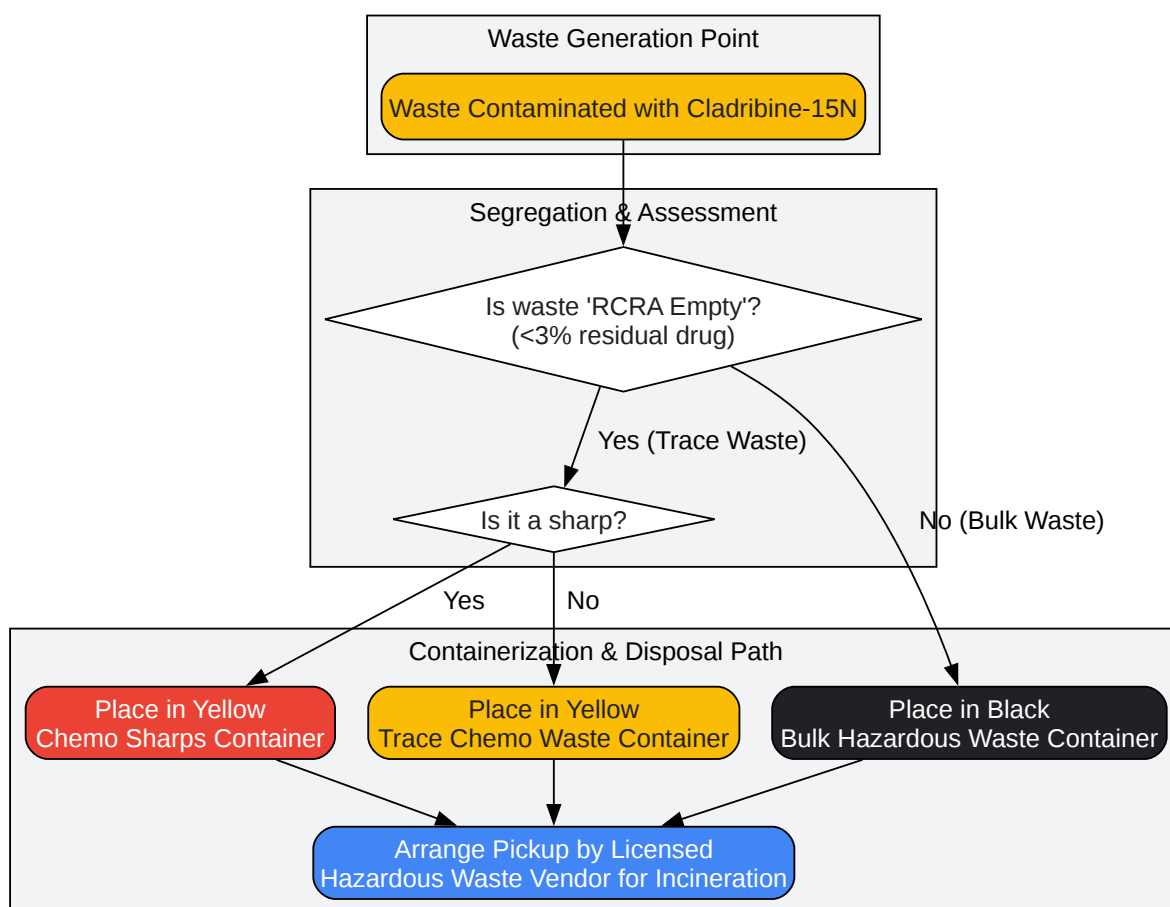 Waste Generation Point
Waste Contaminated with Cladribine-15N
Segregation & Assessment
Is waste 'RCRA Empty'?
(<3% residual drug)
Yes (Trace Waste)
Is it a sharp?
No (Bulk Waste)
Yes
No
Containerization & Disposal Path
Place in Yellow
Chemo Sharps Container
Place in Yellow
Trace Chemo Waste Container
Place in Black
Bulk Hazardous Waste Container
Arrange Pickup by Licensed
Hazardous Waste Vendor for Incineration